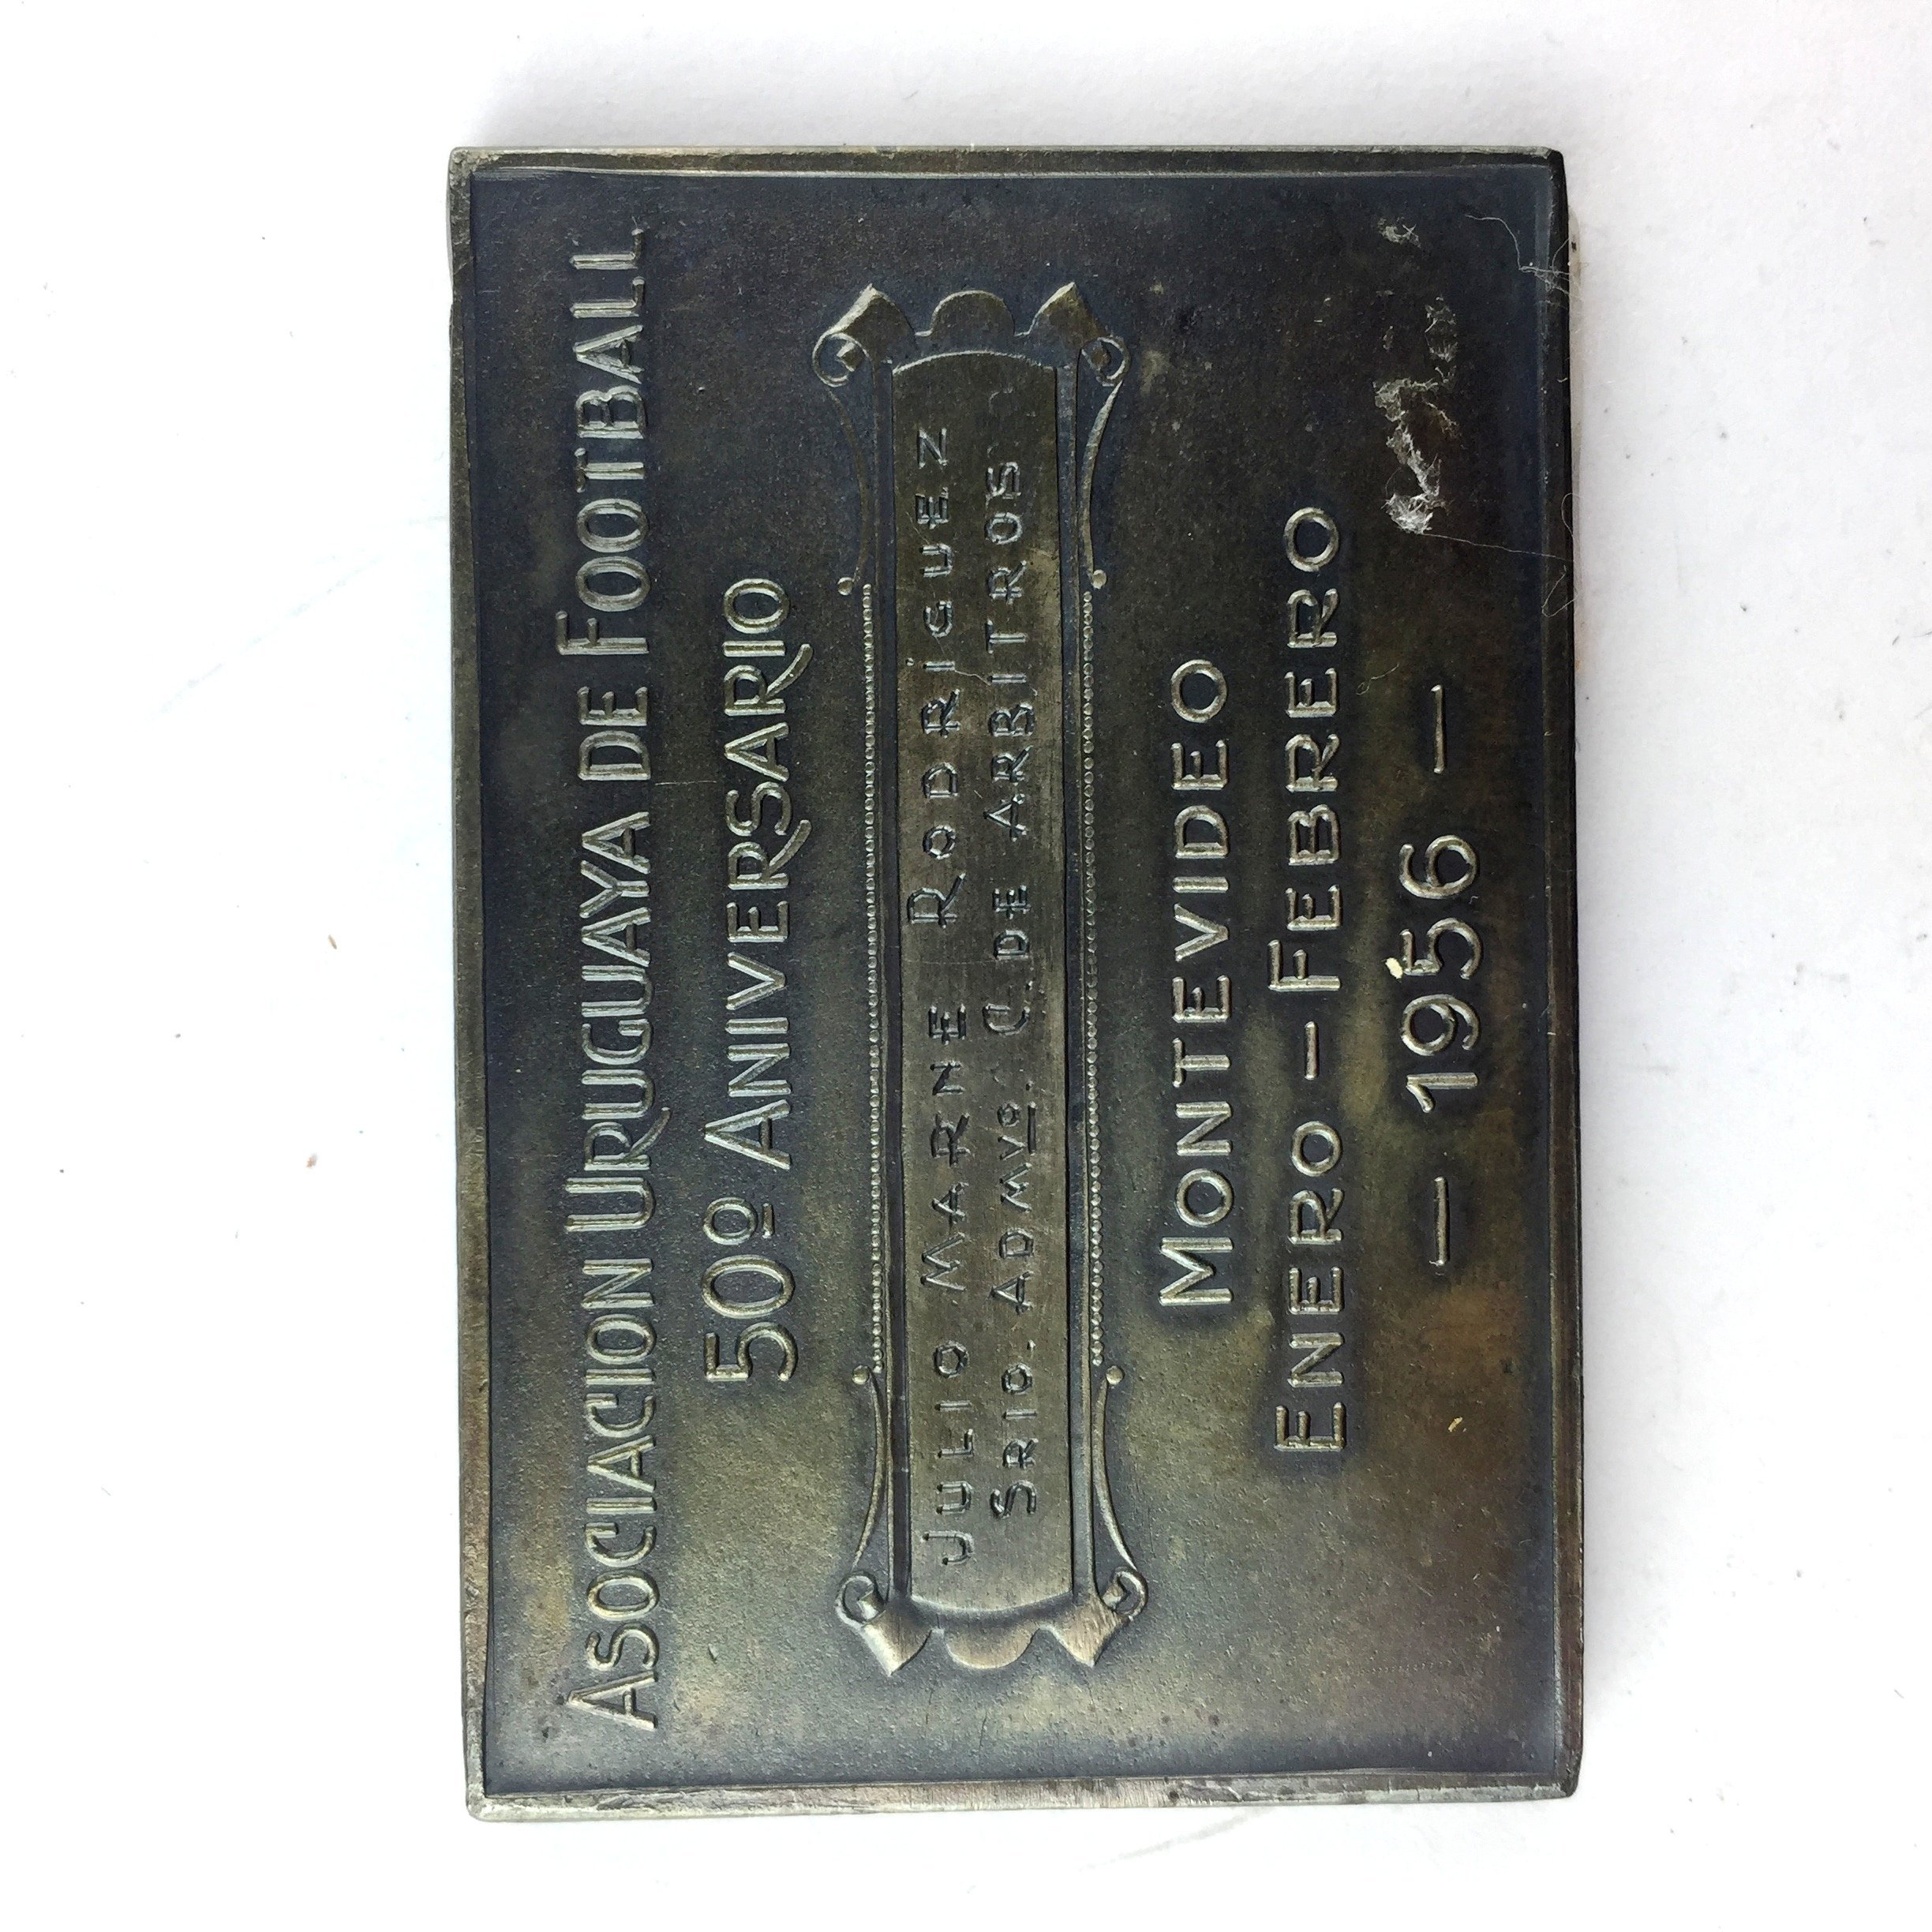 ASOCIACION URUGUAYA DE FOOTBALL
50º ANIVERSARIO
JULIO MARNE RODRiGUEZ
SRIO. ADMVO. C. DE ARBITROS
MONTEVIDEO
ENERO - FEBRERO
- 1956 -